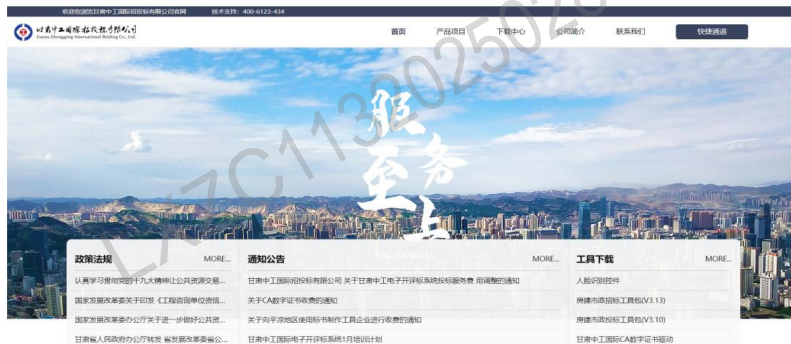 欢迎您浏览甘肃中工国际招投标有限公司官网 技术支持：400-6123-434
甘肃中工国际招投标有限公司
Gansu Zhonggong International Bidding Co., Ltd.
首页 产品项目 下载中心 公司简介 联系我们 快捷通道
LXZC1132025028
服务
至上
政策法规 MORE...
认真学习贯彻党的十九大精神让公共资源交易...
国家发展改革委关于印发《工程咨询单位资信...
国家发展改革委办公厅关于进一步做好公共资...
甘肃省人民政府办公厅转发 省发展改革委省公...
通知公告 MORE...
甘肃中工国际招投标有限公司 关于甘肃中工电子开评标系统投标服务费 用调整的通知
关于CA数字证书收费的通知
关于向平凉地区使用标书制作工具企业进行收费的通知
甘肃中工国际电子开评标系统1月培训计划
工具下载 MORE...
人脸识别控件
房建市政招标工具包(V3.13)
房建市政投标工具包(V3.10)
甘肃中工国际CA数字证书驱动